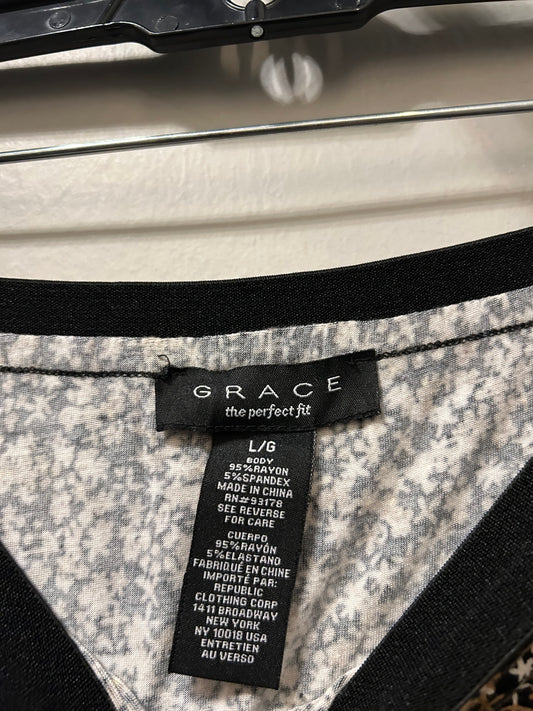 GRACE
the perfect fit
L/G
BODY
95%RAYON
5%SPANDEX
MADE IN CHINA
RN#93178
SEE REVERSE
FOR CARE
CUERPO
95%RAYÓN
5%ELASTANO
FABRIQUÉ EN CHINE
IMPORTÉ PAR:
REPUBLIC
CLOTHING CORP
1411 BROADWAY
NEW YORK
NY 10018 USA
ENTRETIEN
AU VERSO